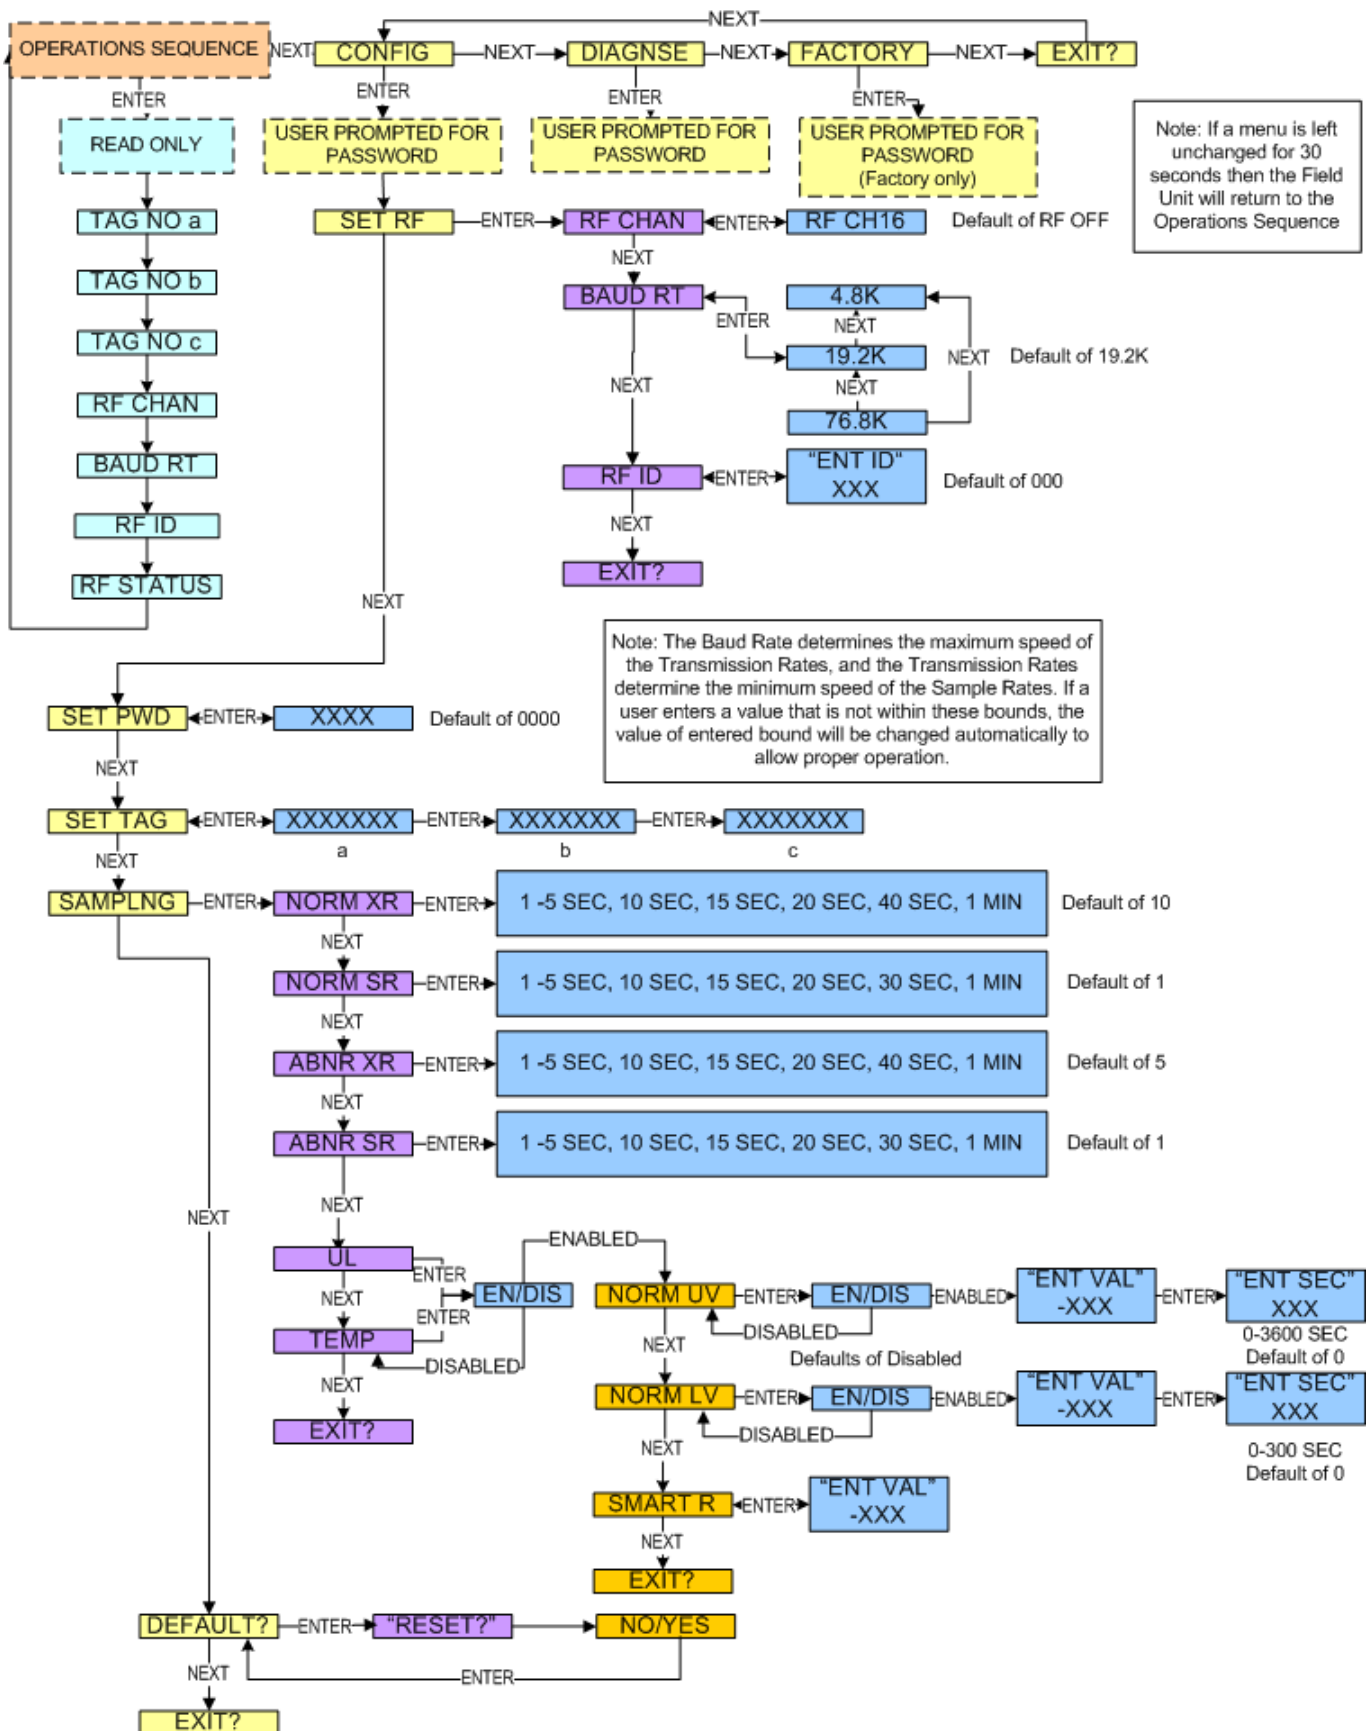 NEXT
OPERATIONS SEQUENCE
NEXT
CONFIG
NEXT
DIAGNSE
NEXT
FACTORY
NEXT
EXIT?
ENTER
ENTER
ENTER
ENTER
READ ONLY
USER PROMPTED FOR
PASSWORD
USER PROMPTED FOR
PASSWORD
USER PROMPTED FOR
PASSWORD
(Factory only)
Note: If a menu is left
unchanged for 30
seconds then the Field
Unit will return to the
Operations Sequence
TAG NO a
TAG NO b
TAG NO c
RF CHAN
BAUD RT
RF ID
RF STATUS
SET RF
ENTER
RF CHAN
ENTER
RF CH16
Default of RF OFF
NEXT
BAUD RT
ENTER
4.8K
NEXT
19.2K
NEXT
Default of 19.2K
NEXT
76.8K
NEXT
RF ID
ENTER
"ENT ID"
XXX
Default of 000
NEXT
EXIT?
NEXT
Note: The Baud Rate determines the maximum speed of
the Transmission Rates, and the Transmission Rates
determine the minimum speed of the Sample Rates. If a
user enters a value that is not within these bounds, the
value of entered bound will be changed automatically to
allow proper operation.
SET PWD
ENTER
XXXX
Default of 0000
NEXT
SET TAG
ENTER
XXXXXXX
ENTER
XXXXXXX
ENTER
XXXXXXX
a
b
c
NEXT
SAMPLNG
ENTER
NORM XR
ENTER
1 -5 SEC, 10 SEC, 15 SEC, 20 SEC, 40 SEC, 1 MIN
Default of 10
NEXT
NORM SR
ENTER
1 -5 SEC, 10 SEC, 15 SEC, 20 SEC, 30 SEC, 1 MIN
Default of 1
NEXT
ABNR XR
ENTER
1 -5 SEC, 10 SEC, 15 SEC, 20 SEC, 40 SEC, 1 MIN
Default of 5
NEXT
ABNR SR
ENTER
1 -5 SEC, 10 SEC, 15 SEC, 20 SEC, 30 SEC, 1 MIN
Default of 1
NEXT
NEXT
UL
ENTER
NEXT
ENTER
TEMP
EN/DIS
ENABLED
DISABLED
NEXT
EXIT?
NORM UV
ENTER
EN/DIS
ENABLED
"ENT VAL"
-XXX
ENTER
"ENT SEC"
XXX
DISABLED
0-3600 SEC
Default of 0
NEXT
Defaults of Disabled
NORM LV
ENTER
EN/DIS
ENABLED
"ENT VAL"
-XXX
ENTER
"ENT SEC"
XXX
DISABLED
0-300 SEC
Default of 0
NEXT
SMART R
ENTER
"ENT VAL"
-XXX
NEXT
EXIT?
DEFAULT?
ENTER
"RESET?"
NO/YES
ENTER
NEXT
EXIT?